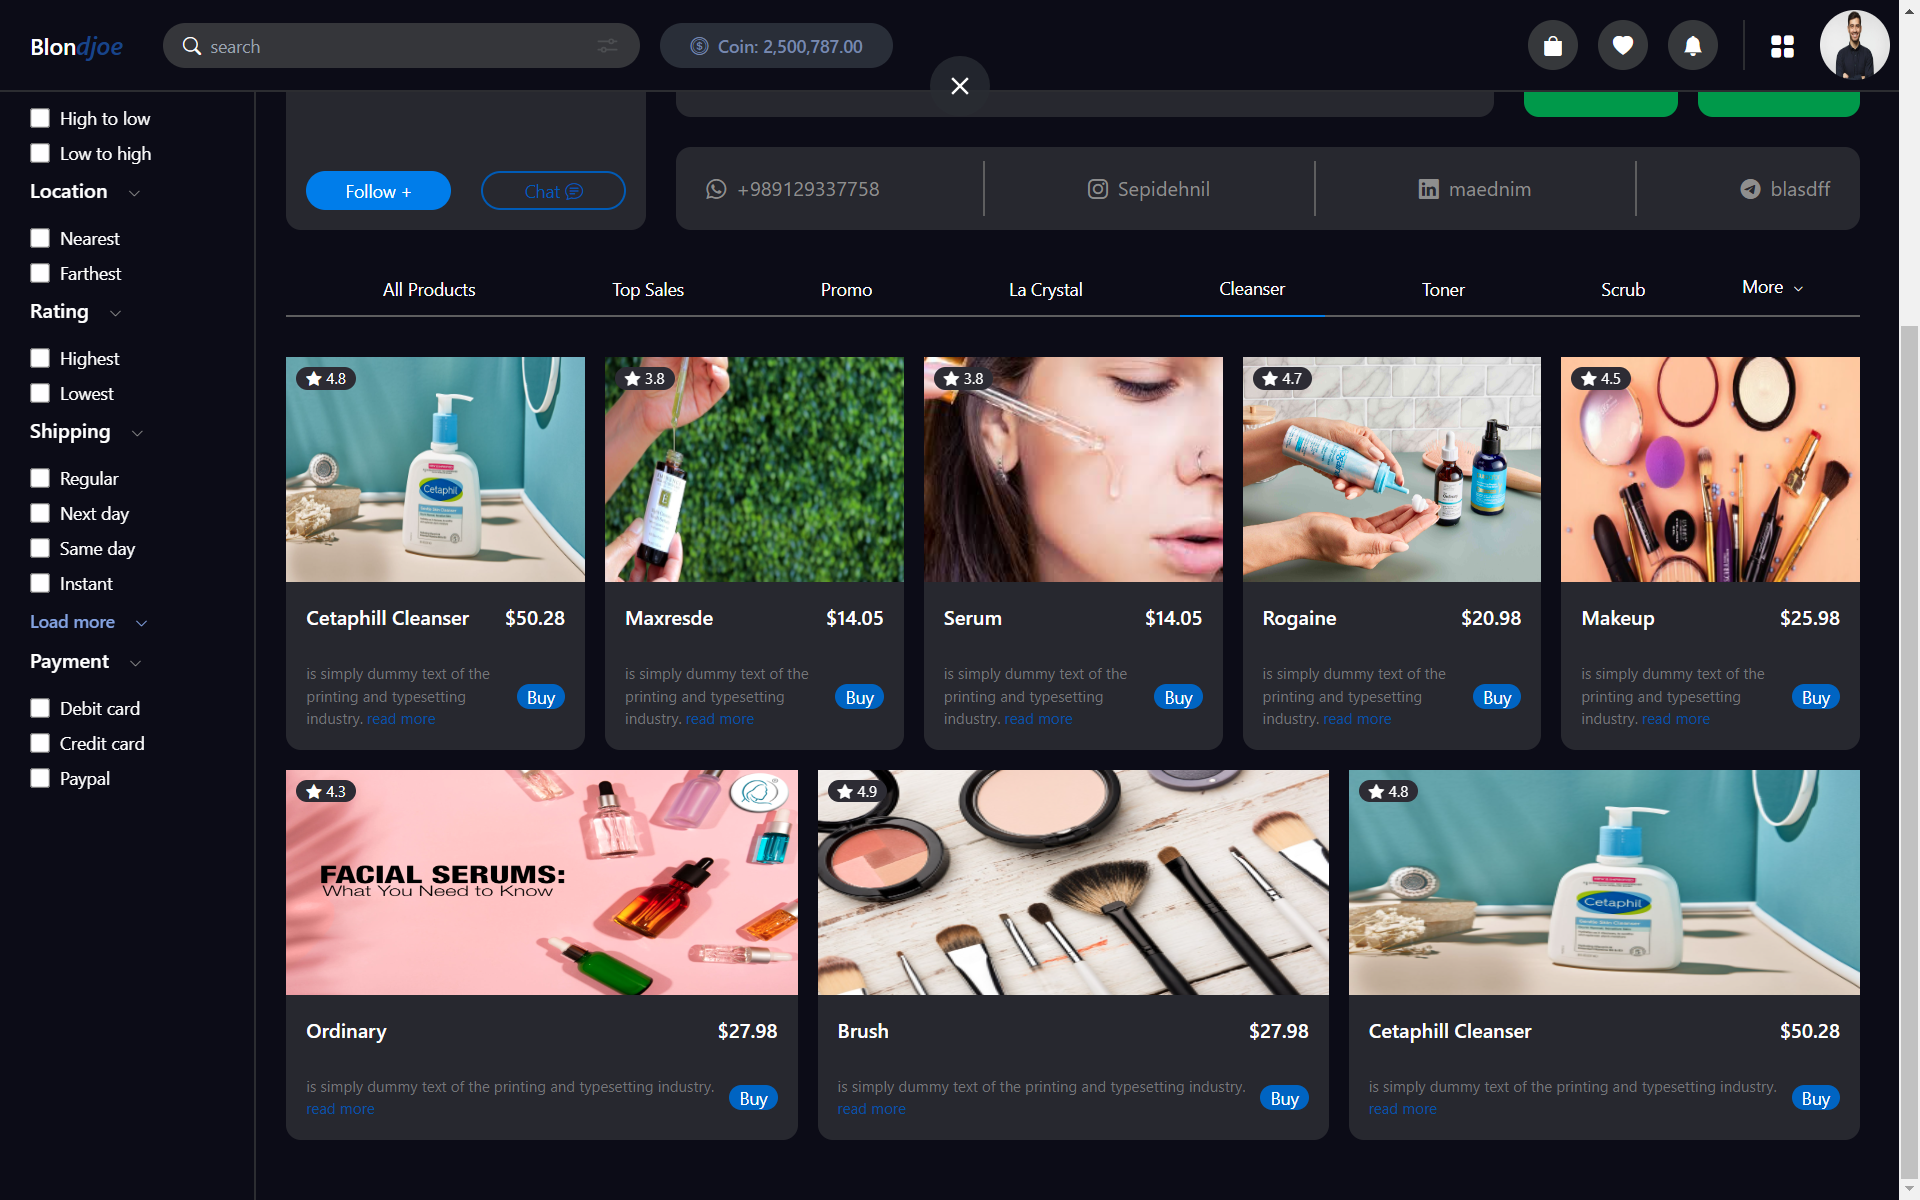 Blondjoe
search
Coin: 2,500,787.00
High to low
Low to high
Location
Nearest
Farthest
Rating
Highest
Lowest
Shipping
Regular
Next day
Same day
Instant
Load more
Payment
Debit card
Credit card
Paypal
Follow +
Chat
+989129337758
Sepidehnil
maednim
blasdff
All Products
Top Sales
Promo
La Crystal
Cleanser
Toner
Scrub
More
4.8
Cetaphil
Cetaphill Cleanser
$50.28
is simply dummy text of the
printing and typesetting
industry. read more
Buy
3.8
E
Maxresde
$14.05
is simply dummy text of the
printing and typesetting
industry. read more
Buy
3.8
Serum
$14.05
is simply dummy text of the
printing and typesetting
industry. read more
Buy
4.7
Rogaine
$20.98
is simply dummy text of the
printing and typesetting
industry. read more
Buy
4.5
Makeup
$25.98
is simply dummy text of the
printing and typesetting
industry. read more
Buy
4.3
FACIAL SERUMS:
What You Need to Know
Ordinary
$27.98
is simply dummy text of the printing and typesetting industry.
read more
Buy
4.9
Brush
$27.98
is simply dummy text of the printing and typesetting industry.
read more
Buy
4.8
Cetaphil
Cetaphill Cleanser
$50.28
is simply dummy text of the printing and typesetting industry.
read more
Buy